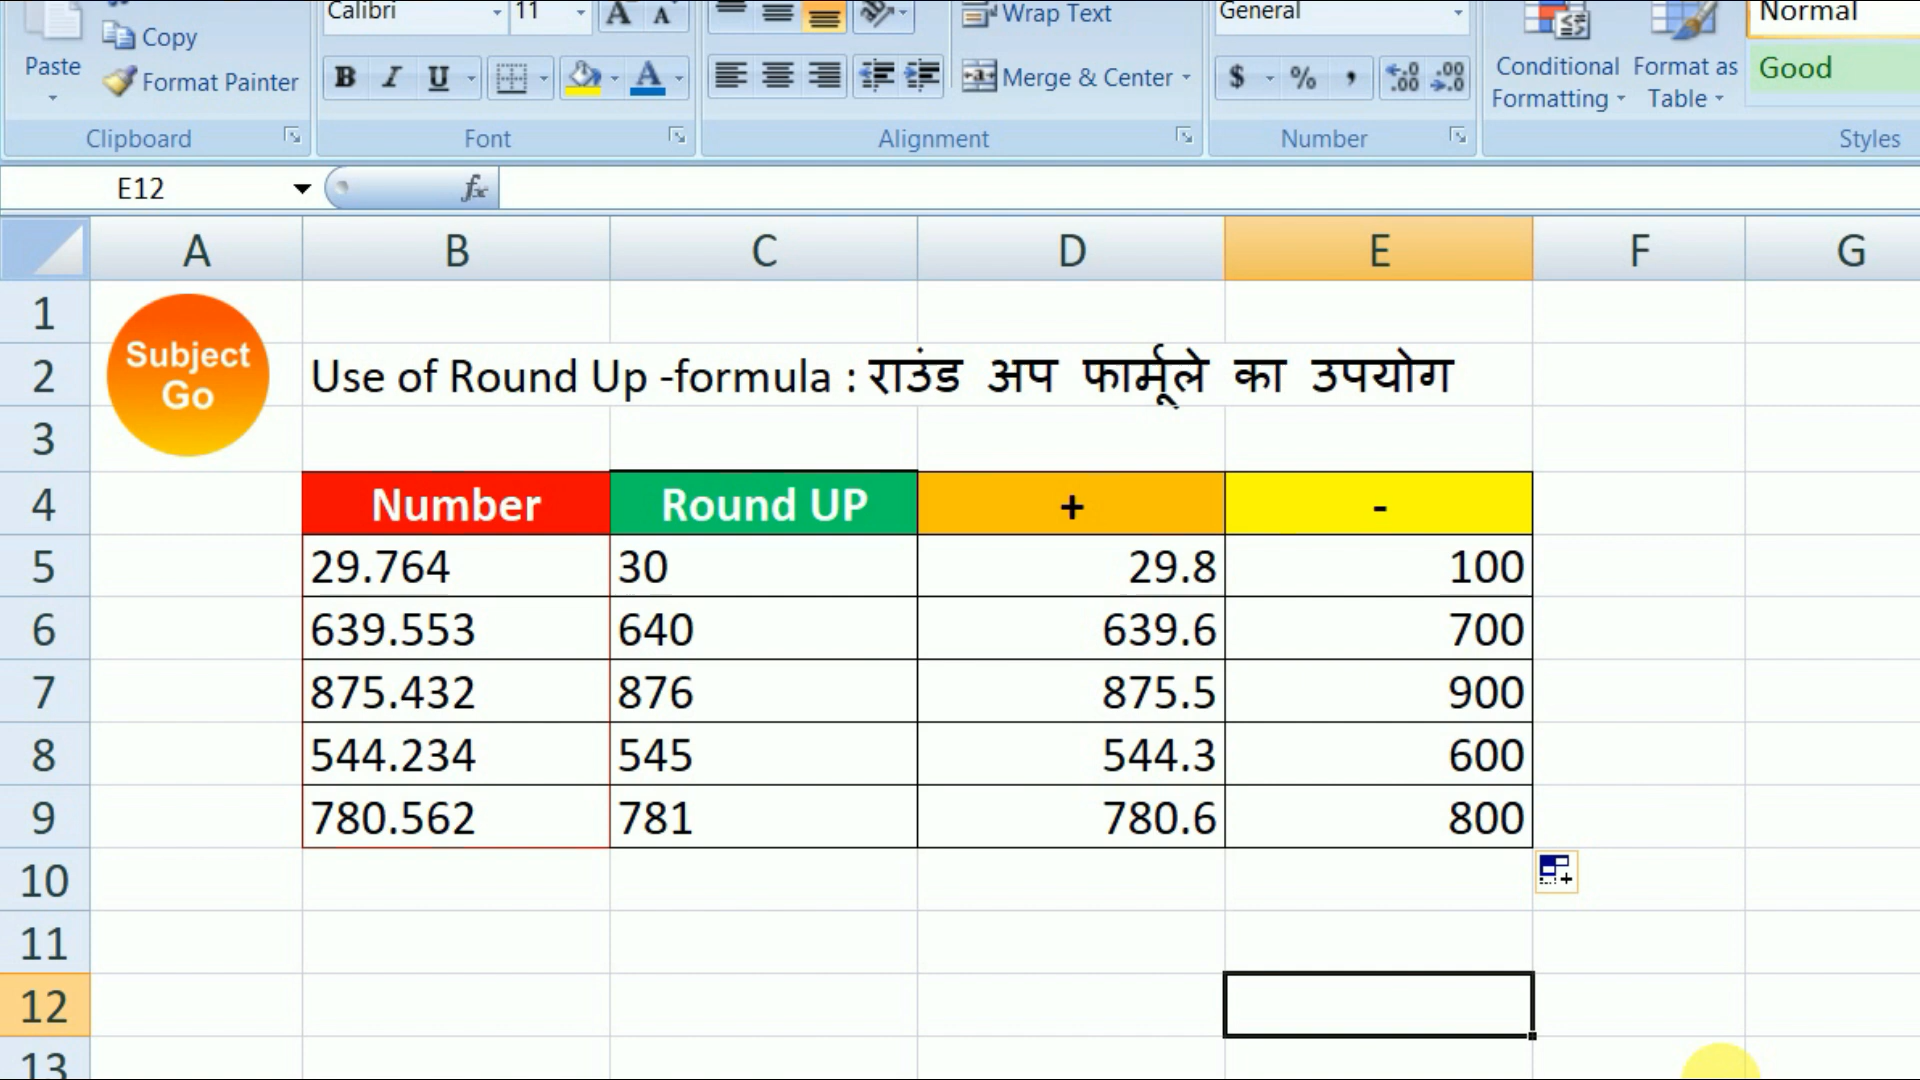 Calibri 11 A A Wrap Text General Normal
Copy
Paste Format Painter B I U A Merge & Center $ % , Conditional Formatting Format as Table Good
Clipboard Font Alignment Number Styles
E12 fx
A B C D E F G
1
Subject Go
2 Use of Round Up -formula : राउंड अप फार्मूले का उपयोग
3
4 Number Round UP + -
5 29.764 30 29.8 100
6 639.553 640 639.6 700
7 875.432 876 875.5 900
8 544.234 545 544.3 600
9 780.562 781 780.6 800
10
11
12
13